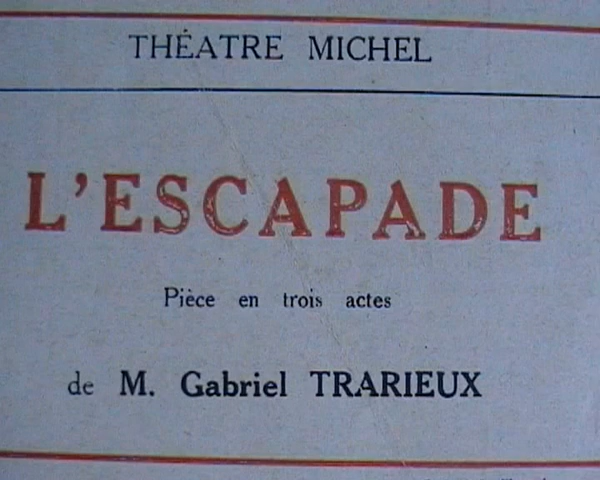 THÉATRE MICHEL
L'ESCAPADE
Pièce en trois actes
de M. Gabriel TRARIEUX